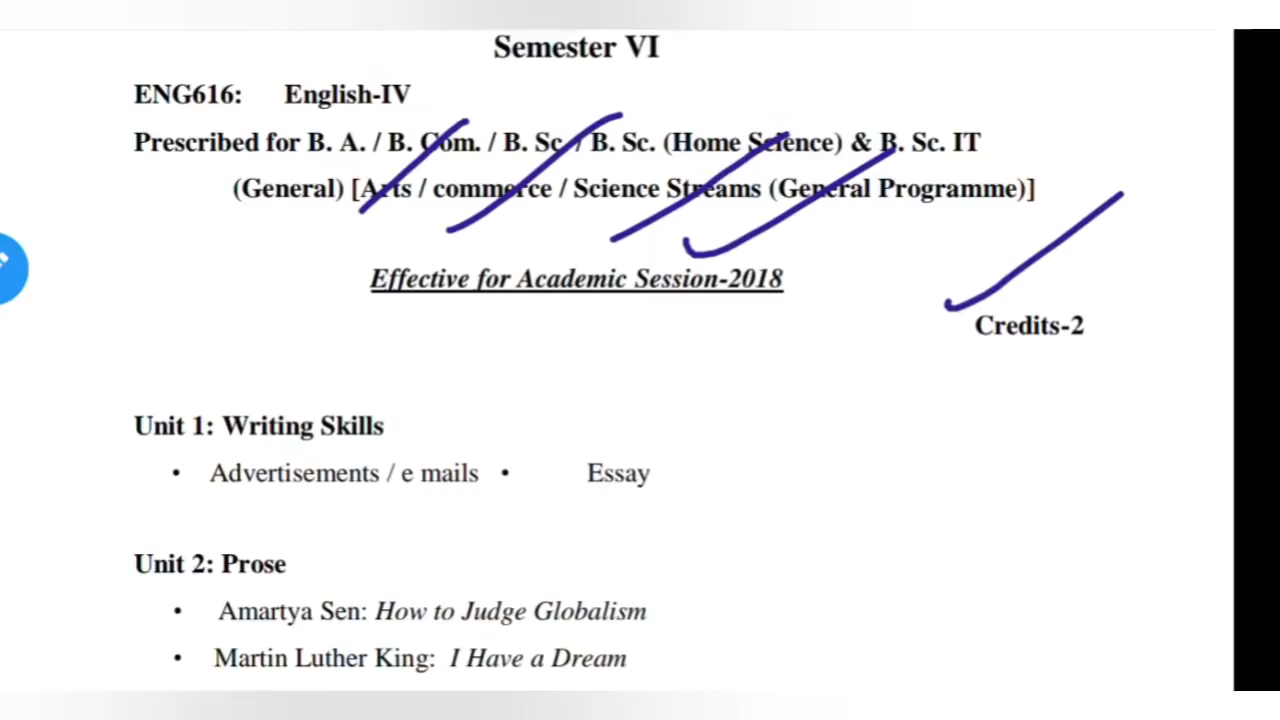 Semester VI
ENG616: English-IV
Prescribed for B. A. / B. Com. / B. Sc. / B. Sc. (Home Science) & B. Sc. IT
(General) [Arts / commerce / Science Streams (General Programme)]
Effective for Academic Session-2018
Credits-2
Unit 1: Writing Skills
• Advertisements / e mails • Essay
Unit 2: Prose
• Amartya Sen: How to Judge Globalism
• Martin Luther King: I Have a Dream